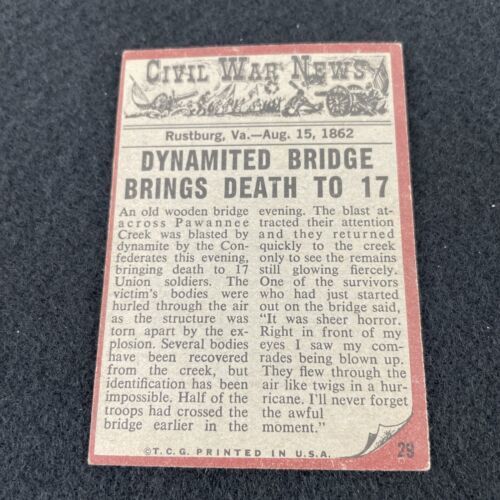 CIVIL WAR NEWS
Rustburg, Va.—Aug. 15, 1862
DYNAMITED BRIDGE
BRINGS DEATH TO 17
An old wooden bridge
across Pawannee
Creek was blasted by
dynamite by the Con-
federates this evening,
bringing death to 17
Union soldiers. The
victim's bodies were
hurled through the air
as the structure was
torn apart by the ex-
plosion. Several bodies
have been recovered
from the creek, but
identification has been
impossible. Half of the
troops had crossed the
bridge earlier in the
evening. The blast at-
tracted their attention
and they returned
quickly to the creek
only to see the remains
still glowing fiercely.
One of the survivors
who had just started
out on the bridge said,
"It was sheer horror.
Right in front of my
eyes I saw my com-
rades being blown up.
They flew through the
air like twigs in a hur-
ricane. I'll never forget
the awful
moment."
©T.C.G. PRINTED IN U.S.A.
29